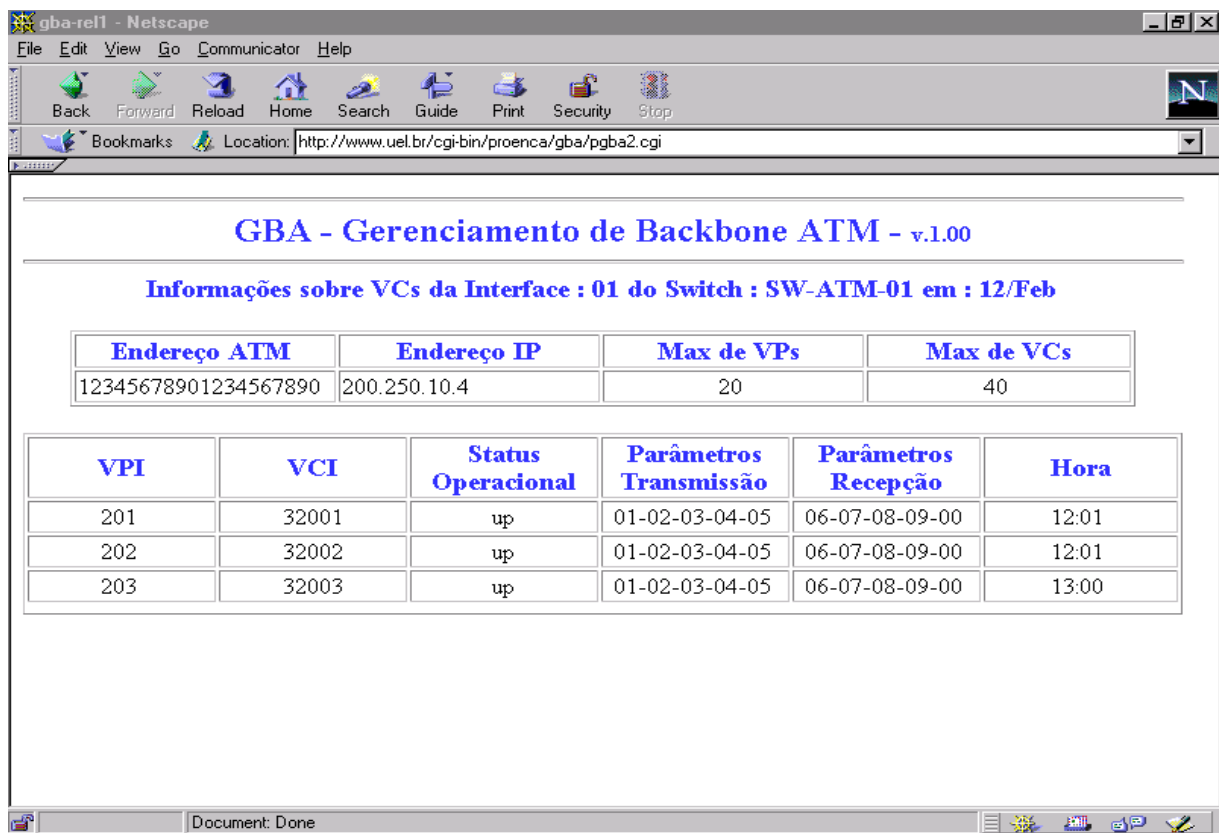 gba-rel1 - Netscape
File Edit View Go Communicator Help
Back Forward Reload Home Search Guide Print Security Stop
N
Bookmarks Location: http://www.uel.br/cgi-bin/proenca/gba/pgba2.cgi
GBA - Gerenciamento de Backbone ATM - v.1.00
Informações sobre VCs da Interface : 01 do Switch : SW-ATM-01 em : 12/Feb
Endereço ATM Endereço IP Max de VPs Max de VCs
12345678901234567890 200.250.10.4 20 40
VPI VCI Status Operacional Parâmetros Transmissão Parâmetros Recepção Hora
201 32001 up 01-02-03-04-05 06-07-08-09-00 12:01
202 32002 up 01-02-03-04-05 06-07-08-09-00 12:01
203 32003 up 01-02-03-04-05 06-07-08-09-00 13:00
Document: Done